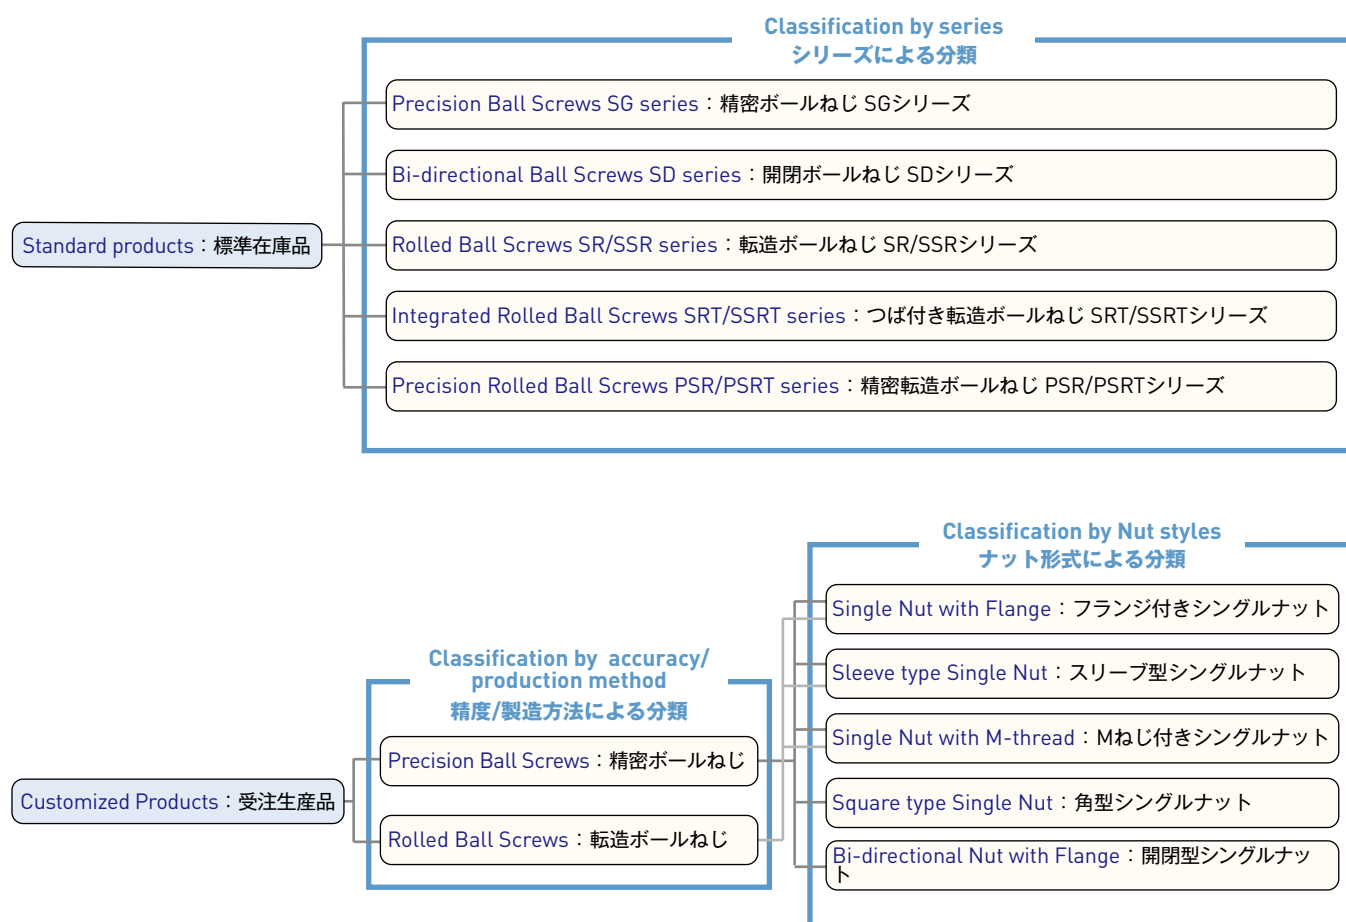 Classification by series
シリーズによる分類
Precision Ball Screws SG series：精密ボールねじ SGシリーズ
Bi-directional Ball Screws SD series：開閉ボールねじ SDシリーズ
Standard products：標準在庫品
Rolled Ball Screws SR/SSR series：転造ボールねじ SR/SSRシリーズ
Integrated Rolled Ball Screws SRT/SSRT series：つば付き転造ボールねじ SRT/SSRTシリーズ
Precision Rolled Ball Screws PSR/PSRT series：精密転造ボールねじ PSR/PSRTシリーズ
Classification by Nut styles
ナット形式による分類
Single Nut with Flange：フランジ付きシングルナット
Classification by accuracy/
production method
精度/製造方法による分類
Sleeve type Single Nut：スリーブ型シングルナット
Single Nut with M-thread：Mねじ付きシングルナット
Precision Ball Screws：精密ボールねじ
Customized Products：受注生産品
Square type Single Nut：角型シングルナット
Rolled Ball Screws：転造ボールねじ
Bi-directional Nut with Flange：開閉型シングルナッ
ト